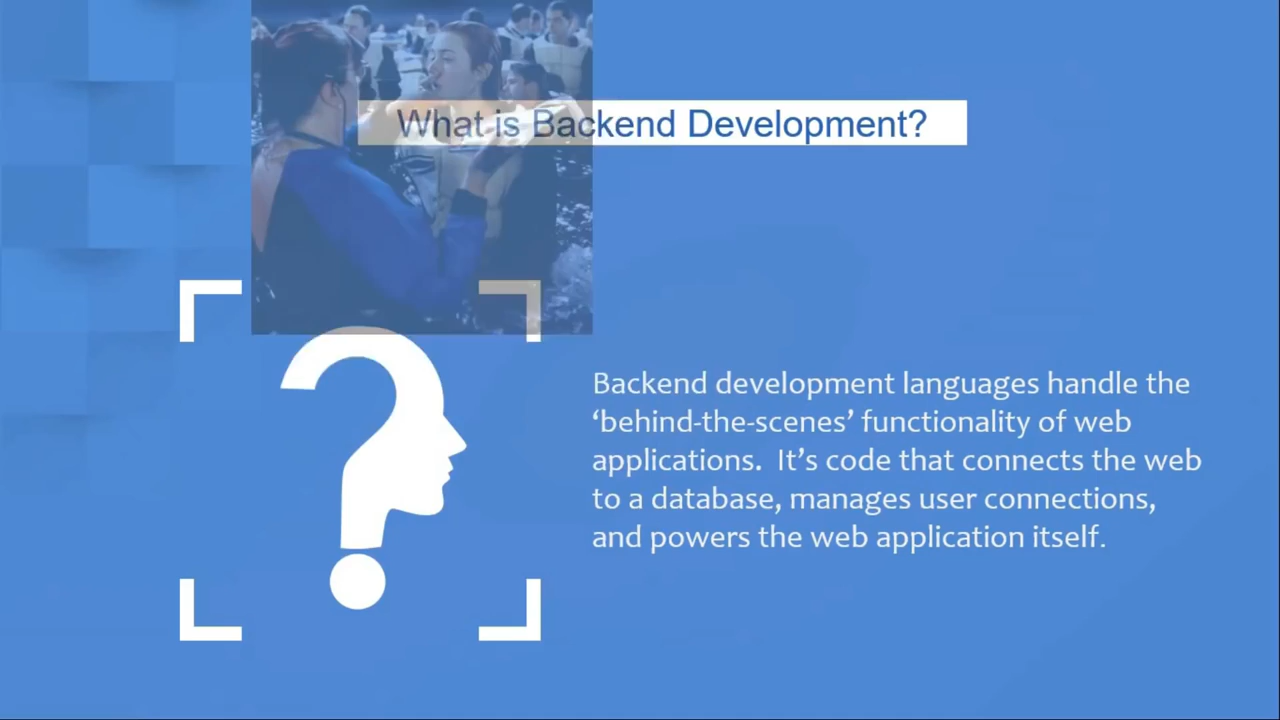 What is Backend Development?
Backend development languages handle the
‘behind-the-scenes’ functionality of web
applications.  It’s code that connects the web
to a database, manages user connections,
and powers the web application itself.